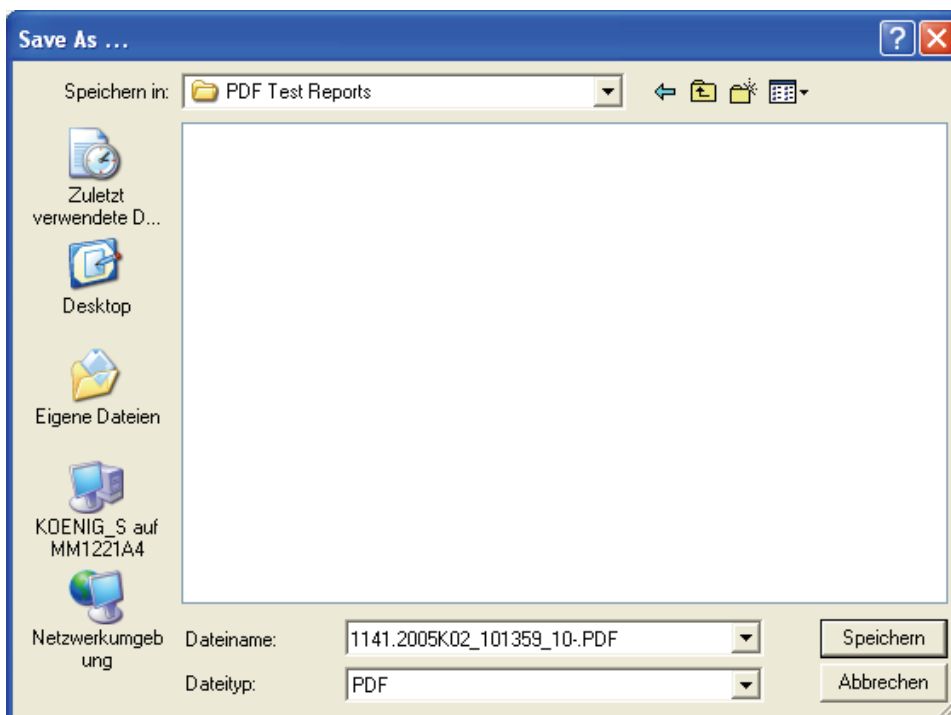 Save As ...
Speichern in:
PDF Test Reports
Zuletzt
verwendete D...
Desktop
Eigene Dateien
KOENIG_S auf
MM1221A4
Netzwerkumgeb
ung
Dateiname:
1141.2005K02_101359_10-.PDF
Speichern
Dateityp:
PDF
Abbrechen